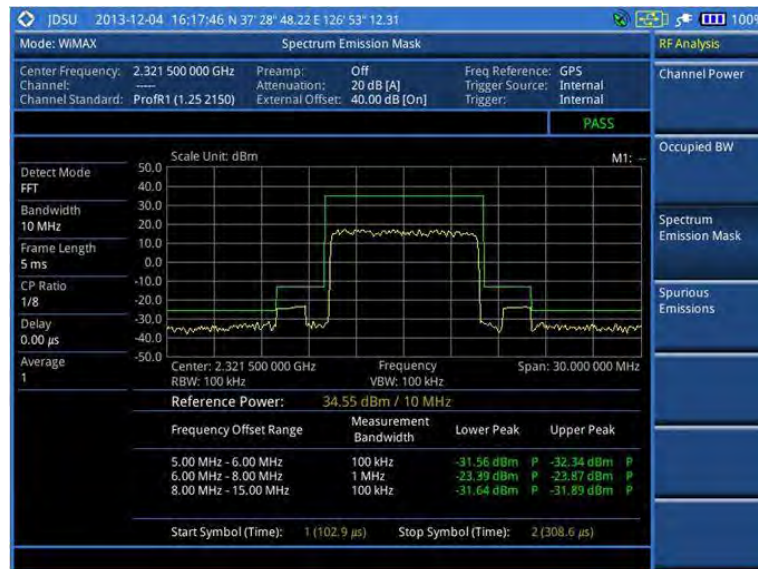 JDSU 2013-12-04 16:17:46 N 37' 28" 48.22 E 126' 53" 12.31 100%
Mode: WiMAX Spectrum Emission Mask RF Analysis
Center Frequency: 2.321 500 000 GHz Preamp: Off Freq Reference: GPS
Channel: ----- Attenuation: 20 dB [A] Trigger Source: Internal
Channel Standard: ProfR1 (1.25 2150) External Offset: 40.00 dB [On] Trigger: Internal
Channel Power
PASS
Occupied BW
Spectrum
Emission Mask
Spurious
Emissions
Scale Unit: dBm M1: --
Detect Mode
FFT
Bandwidth
10 MHz
Frame Length
5 ms
CP Ratio
1/8
Delay
0.00 μs
Average
1
50.0
40.0
30.0
20.0
10.0
0.0
-10.0
-20.0
-30.0
-40.0
-50.0
Center: 2.321 500 000 GHz Frequency Span: 30.000 000 MHz
RBW: 100 kHz VBW: 100 kHz
Reference Power: 34.55 dBm / 10 MHz
Frequency Offset Range Measurement Bandwidth Lower Peak Upper Peak
5.00 MHz - 6.00 MHz 100 kHz -31.56 dBm P -32.34 dBm P
6.00 MHz - 8.00 MHz 1 MHz -23.39 dBm P -23.87 dBm P
8.00 MHz - 15.00 MHz 100 kHz -31.64 dBm P -31.89 dBm P
Start Symbol (Time): 1 (102.9 μs) Stop Symbol (Time): 2 (308.6 μs)